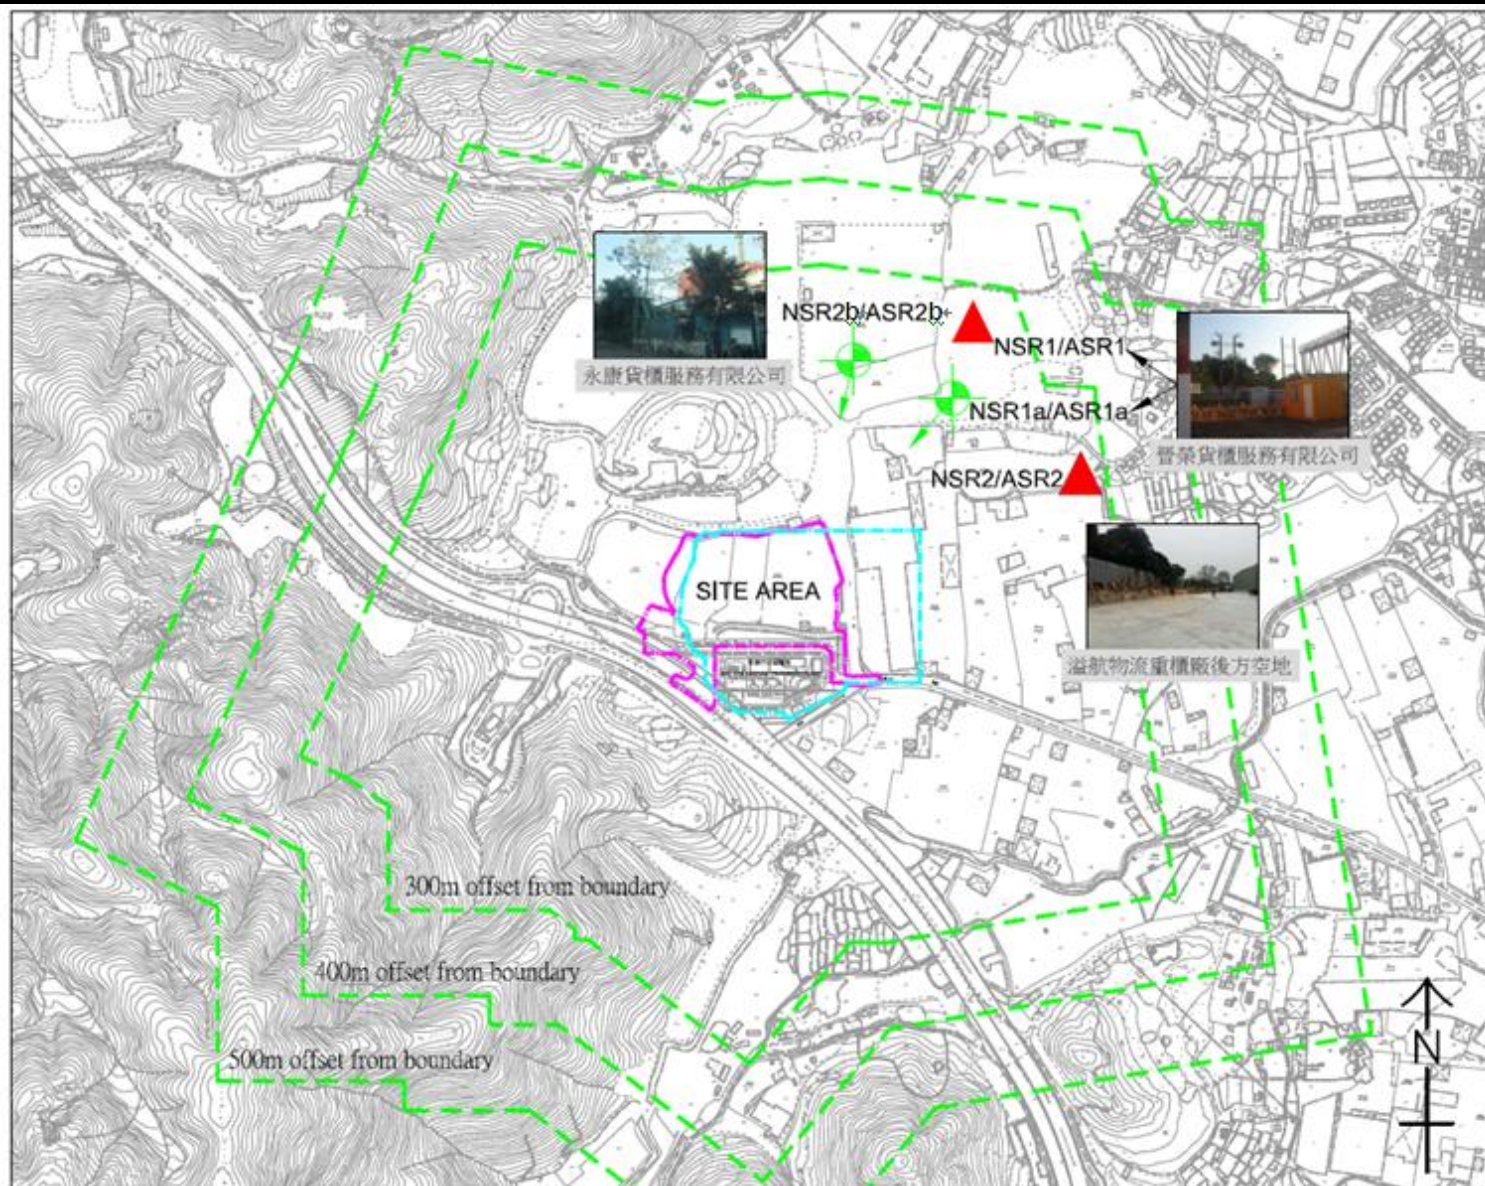 NSR2b/ASR2b
NSR1/ASR1
永康貨櫃服務有限公司
NSR1a/ASR1a
晉榮貨櫃服務有限公司
NSR2/ASR2
SITE AREA
溢航物流重櫃廠後方空地
300m offset from boundary
400m offset from boundary
500m offset from boundary
N